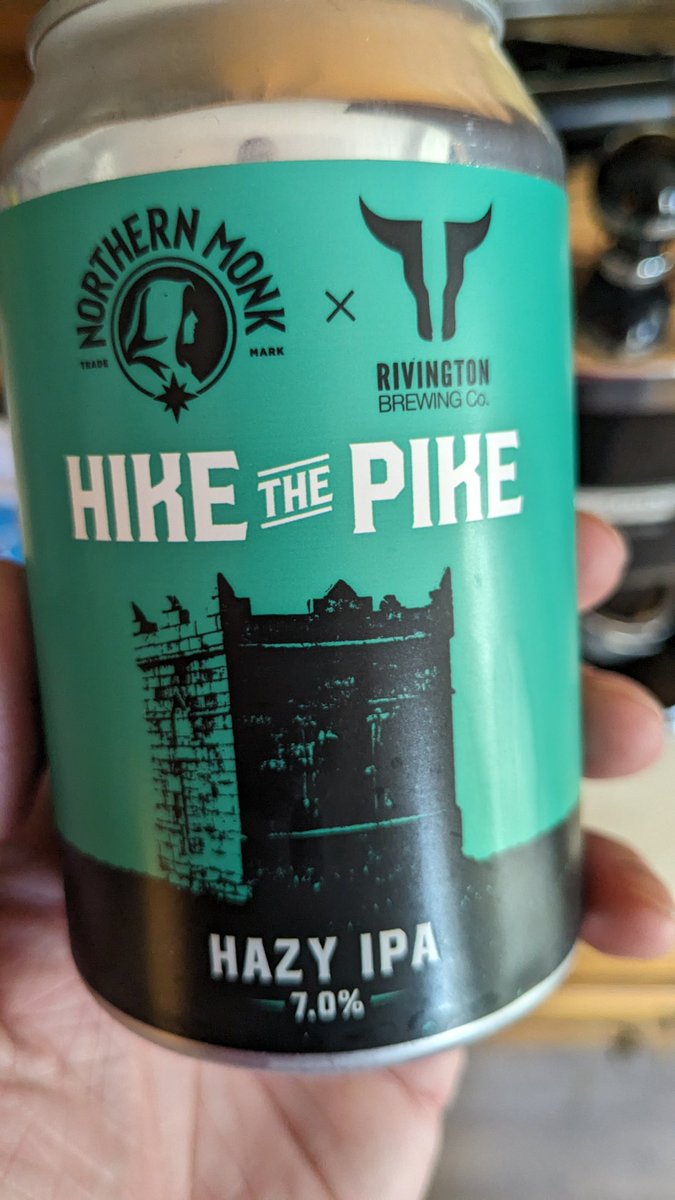 NORTHERN MONK
TRADE MARK
×
RIVINGTON
BREWING Co.
HIKE THE PIKE
HAZY IPA
7.0%